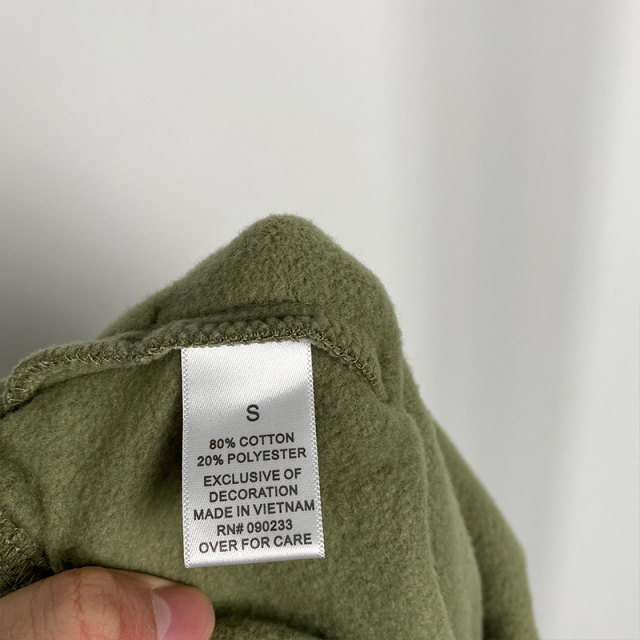 S
80% COTTON
20% POLYESTER
EXCLUSIVE OF
DECORATION
MADE IN VIETNAM
RN# 090233
OVER FOR CARE